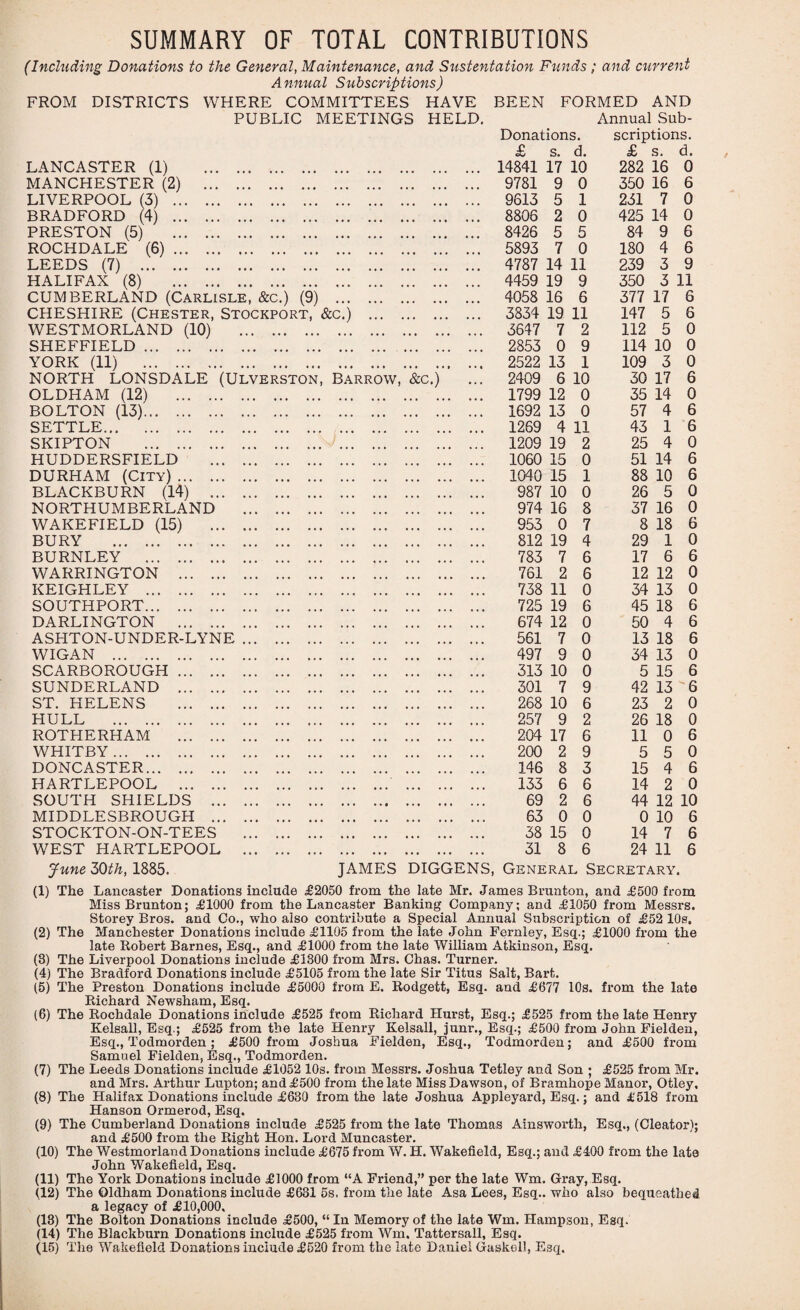 SUMMARY OF TOTAL CONTRIBUTIONS
(Including Donations to the General, Maintenance, and Sustentation Funds ; and current
Annual Subscriptions)
FROM DISTRICTS WHERE COMMITTEES HAVE BEEN FORMED AND
PUBLIC MEETINGS HELD. Annual Sub-
Donations. scriptions.
£ s. d. £ s. d.
LANCASTER (1) ... ... ... ... ... ... ... ... 14841 17 10 282 16 0
MANCHESTER (2) ... ... ... ... ... ... ... ... 9781 9 0 350 16 6
LIVERPOOL (3) ... ... ... ... ... ... ... ... 9613 5 1 231 7 0
BRADFORD (4) ... ... ... ... ... ... ... ... 8806 2 0 425 14 0
PRESTON (5) ... ... ... ... ... ... ... ... 8426 5 5 84 9 6
ROCHDALE (6) ... ... ... ... ... ... ... ... 5893 7 0 180 4 6
LEEDS (7) ... ... ... ... ... ... ... ... 4787 14 11 239 3 9
HALIFAX (8) ... ... ... ... ... ... ... ... 4459 19 9 350 3 11
CUMBERLAND (CARLISLE, &C.) (9) ... ... ... ... ... 4058 16 6 377 17 6
CHESHIRE (CHESTER, STOCKPORT, &C.) ... ... ... ... 3834 19 11 147 5 6
WESTMORLAND (10) ... ... ... ... ... ... ... 3647 7 2 112 5 0
SHEFFIELD ... ... ... ... ... ... ... ... 2853 0 9 114 10 0
YORK (11) ... ... ... ... ... ... ... ... 2522 13 1 109 3 0
NORTH LONSDALE (ULVERSTON, BARROW, &C.) ... 2409 6 10 30 17 6
OLDHAM (12) ... ... ... ... ... ... ... ... 1799 12 0 35 14 0
BOLTON (13)... ... ... ... ... ... ... ... 1692 13 0 57 4 6
SETTLE... ... ... ... ... ... ... ... 1269 4 11 43 1 6
SKIPTON ... ... ... ... ... ... ... ... 1209 19 2 25 4 0
HUDDERSFIELD ... ... ... ... ... ... ... 1060 15 0 51 14 6
DURHAM (CITY) ... ... ... ... ... ... ... 1040 15 1 88 10 6
BLACKBURN (14) ... ... ... ... ... ... ... 987 10 0 26 5 0
NORTHUMBERLAND ... ... ... ... ... ... ... 974 16 8 37 16 0
WAKEFIELD (15) ... ... ... ... ... ... ... 953 0 7 8 18 6
BURY ... ... ... ... ... ... ... ... 812 19 4 29 1 0
BURNLEY ... ... ... ... ... ... ... ... 783 7 6 17 6 6
WARRINGTON ... ... ... ... ... ... ... ... 761 2 6 12 12 0
KEIGHLEY ... ... ... ... ... ... ... ... 738 11 0 34 13 0
SOUTHPORT... ... ... ... ... ... ... ... 725 19 6 45 18 6
DARLINGTON ... ... ... ... ... ... ... ... 674 12 0 50 4 6
ASHTON-UNDER-LYNE ... ... ... ... ... ... ... 561 7 0 13 18 6
WIGAN ... ... ... ... ... ... ... ... 497 9 0 34 13 0
SCARBOROUGH ... ... ... ... ... ... ... ... 313 10 0 5 15 6
SUNDERLAND ... ... ... ... ... ... ... ... 301 7 9 42 13 6
ST. HELENS ... ... ... ... ... ... ... ... 268 10 6 23 2 0
HULL ... ... ... ... ... ... ... ... 257 9 2 26 18 0
ROTHERHAM ... ... ... ... ... ... ... ... 204 17 6 11 0 6
WHITBY ... ... ... ... ... ... ... ... 200 2 9 5 5 0
DONCASTER... ... ... ... ... ... ... ... 146 8 3 15 4 6
HARTLEPOOL ... ... ... ... ... ... ... ... 133 6 6 14 2 0
SOUTH SHIELDS ... ... ... ... ... ... ... 69 2 6 44 12 10
MIDDLESBROUGH ... ... ... ... ... ... ... 63 0 0 0 10 6
STOCKTON-ON-TEES ... ... ... ... ... ... ... 38 15 0 14 7 6
WEST HARTLEPOOL ... ... ... ... ... ... ... 31 8 6 24 11 6
June 30th, 1885. JAMES DIGGENS, GENERAL SECRETARY.
(1) The Lancaster Donations include £2050 from the late Mr. James Brunton, and £500 from
Miss Brunton; £1000 from the Lancaster Banking Company; and £1050 from Messrs.
Storey Bros. and Co., who also contribute a Special Annual Subscription of £52 10s.
(2) The Manchester Donations include £1105 from the late John Fernley, Esq.; £1000 from the
late Robert Barnes, Esq., and £1000 from the late William Atkinson, Esq.
(3) The Liverpool Donations include £1300 from Mrs. Chas. Turner.
(4) The Bradford Donations include £5105 from the late Sir Titus Salt, Bart.
(5) The Preston Donations include £5000 from E. Rodgett, Esq. and £677 10s. from the late
Richard Newsham, Esq.
(6) The Rochdale Donations include £525 from Richard Hurst, Esq.; £525 from the late Henry
Kelsall, Esq.; £525 from the late Henry Kelsall, junr., Esq.; £500 from John Fielden,
Esq., Todmorden; £500 from Joshua Fielden, Esq., Todmorden; and £500 from
Samuel Fielden, Esq., Todmorden.
(7) The Leeds Donations include £1052 10s. from Messrs. Joshua Tetley and Son ; £525 from Mr.
and Mrs. Arthur Lupton; and £500 from the late Miss Dawson, of Bramhope Manor, Otley.
(8) The Halifax Donations include £630 from the late Joshua Appleyard, Esq.; and £518 from
Hanson Ormerod, Esq.
(9) The Cumberland Donations include £525 from the late Thomas Ainsworth, Esq., (Cleator);
and £500 from the Right Hon. Lord Muncaster.
(10) The Westmorland Donations include £675 from W. H. Wakefield, Esq.; and £400 from the late
John Wakefield, Esq.
(11) The York Donations include £1000 from “A Friend,” per the late Wm. Gray, Esq.
(12) The Oldham Donations include £631 5s. from the late Asa Lees, Esq.. who also bequeathed
a legacy of £10,000.
(13) The Bolton Donations include £500, “ In Memory of the late Wm. Hampson, Esq.
(14) The Blackburn Donations include £525 from Wm. Tattersall, Esq.
(15) The Wakefield Donations include £520 from the late Daniel Gaskell, Esq.